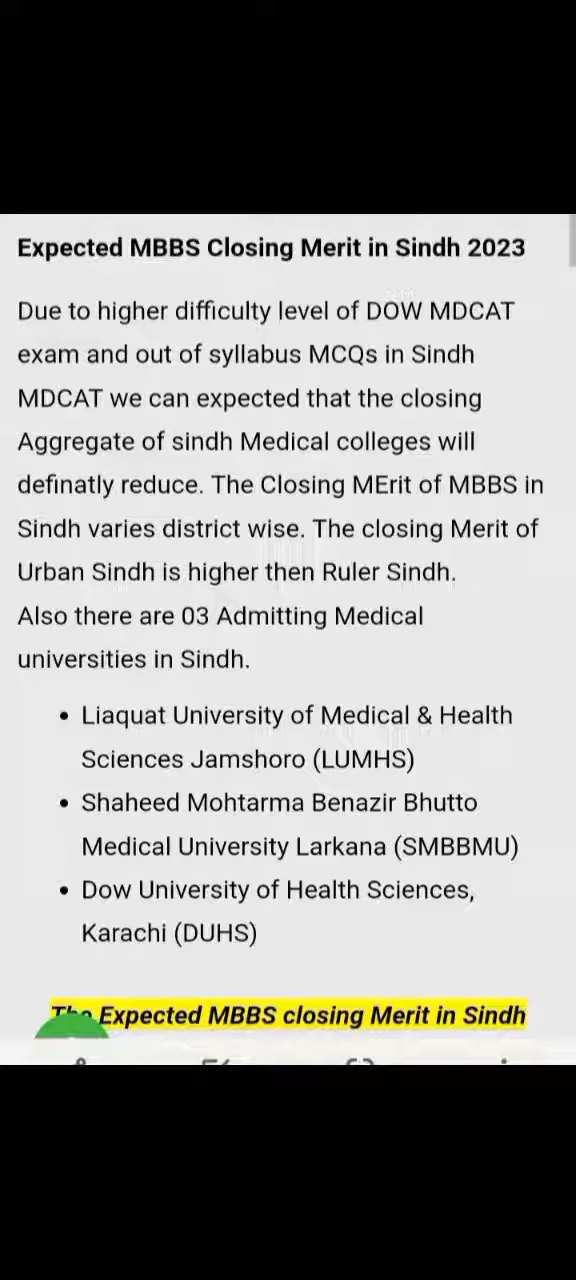 Expected MBBS Closing Merit in Sindh 2023
Due to higher difficulty level of DOW MDCAT
exam and out of syllabus MCQs in Sindh
MDCAT we can expected that the closing
Aggregate of sindh Medical colleges will
definatly reduce. The Closing MErit of MBBS in
Sindh varies district wise. The closing Merit of
Urban Sindh is higher then Ruler Sindh.
Also there are 03 Admitting Medical
universities in Sindh.
• Liaquat University of Medical & Health
Sciences Jamshoro (LUMHS)
• Shaheed Mohtarma Benazir Bhutto
Medical University Larkana (SMBBMU)
• Dow University of Health Sciences,
Karachi (DUHS)
The Expected MBBS closing Merit in Sindh